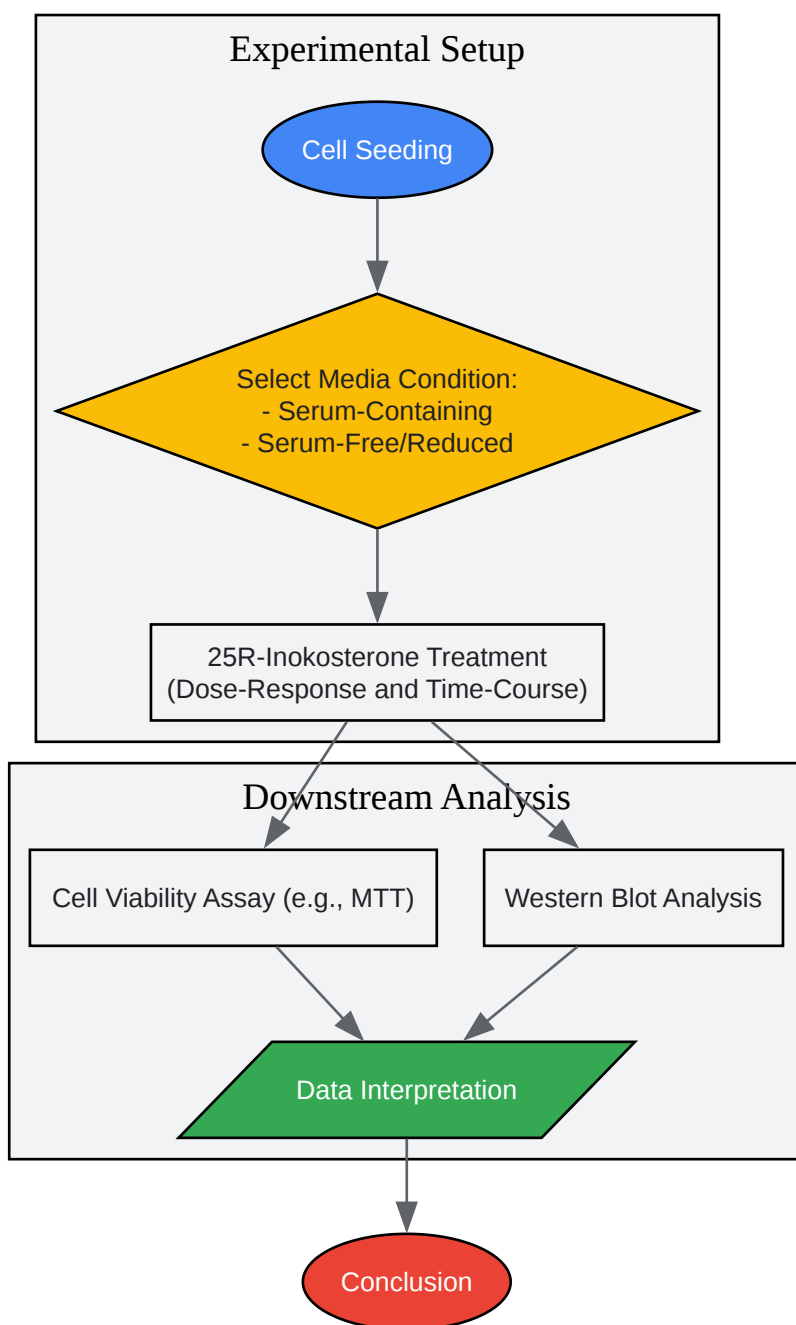 Experimental Setup
Cell Seeding
Select Media Condition:
- Serum-Containing
- Serum-Free/Reduced
25R-Inokosterone Treatment
(Dose-Response and Time-Course)
Downstream Analysis
Cell Viability Assay (e.g., MTT)
Western Blot Analysis
Data Interpretation
Conclusion